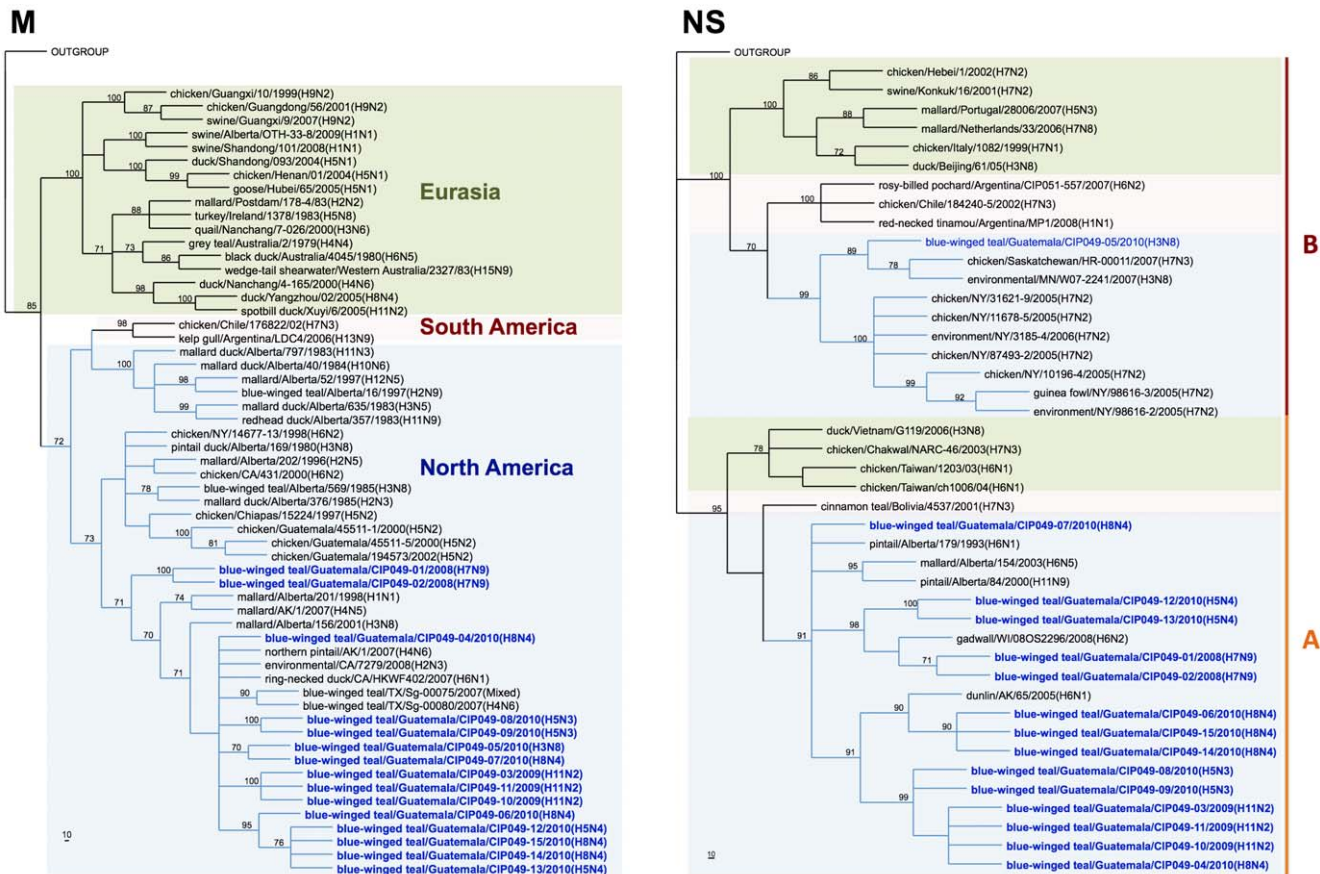 M
OUTGROUP
100
chicken/Guangxi/10/1999(H9N2)
87
chicken/Guangdong/56/2001(H9N2)
swine/Guangxi/9/2007(H9N2)
100
swine/Alberta/OTH-33-8/2009(H1N1)
swine/Shandong/101/2008(H1N1)
100
duck/Shandong/093/2004(H5N1)
100
99
chicken/Henan/01/2004(H5N1)
goose/Hubei/65/2005(H5N1)
Eurasia
mallard/Postdam/178-4/83(H2N2)
88
turkey/Ireland/1378/1983(H5N8)
quail/Nanchang/7-026/2000(H3N6)
71
73
grey teal/Australia/2/1979(H4N4)
86
black duck/Australia/4045/1980(H6N5)
wedge-tail shearwater/Western Australia/2327/83(H15N9)
98
duck/Nanchang/4-165/2000(H4N6)
100
duck/Yangzhou/02/2005(H8N4)
spotbill duck/Xuyi/6/2005(H11N2)
85
98
chicken/Chile/176822/02(H7N3)
South America
kelp gull/Argentina/LDC4/2006(H13N9)
mallard duck/Alberta/797/1983(H11N3)
100
mallard duck/Alberta/40/1984(H10N6)
98
mallard/Alberta/52/1997(H12N5)
blue-winged teal/Alberta/16/1997(H2N9)
99
mallard duck/Alberta/635/1983(H3N5)
redhead duck/Alberta/357/1983(H11N9)
72
chicken/NY/14677-13/1998(H6N2)
pintail duck/Alberta/169/1980(H3N8)
mallard/Alberta/202/1996(H2N5)
North America
chicken/CA/431/2000(H6N2)
78
blue-winged teal/Alberta/569/1985(H3N8)
mallard duck/Alberta/376/1985(H2N3)
chicken/Chiapas/15224/1997(H5N2)
73
100
chicken/Guatemala/45511-1/2000(H5N2)
81
chicken/Guatemala/45511-5/2000(H5N2)
chicken/Guatemala/194573/2002(H5N2)
100
blue-winged teal/Guatemala/CIP049-01/2008(H7N9)
blue-winged teal/Guatemala/CIP049-02/2008(H7N9)
71
74
mallard/Alberta/201/1998(H1N1)
mallard/AK/1/2007(H4N5)
70
mallard/Alberta/156/2001(H3N8)
blue-winged teal/Guatemala/CIP049-04/2010(H8N4)
northern pintail/AK/1/2007(H4N6)
71
environmental/CA/7279/2008(H2N3)
ring-necked duck/CA/HKWF402/2007(H6N1)
90
blue-winged teal/TX/Sg-00075/2007(Mixed)
blue-winged teal/TX/Sg-00080/2007(H4N6)
100
blue-winged teal/Guatemala/CIP049-08/2010(H5N3)
blue-winged teal/Guatemala/CIP049-09/2010(H5N3)
70
blue-winged teal/Guatemala/CIP049-05/2010(H3N8)
blue-winged teal/Guatemala/CIP049-07/2010(H8N4)
100
blue-winged teal/Guatemala/CIP049-03/2009(H11N2)
blue-winged teal/Guatemala/CIP049-11/2009(H11N2)
blue-winged teal/Guatemala/CIP049-10/2009(H11N2)
95
blue-winged teal/Guatemala/CIP049-06/2010(H8N4)
76
blue-winged teal/Guatemala/CIP049-12/2010(H5N4)
blue-winged teal/Guatemala/CIP049-15/2010(H8N4)
blue-winged teal/Guatemala/CIP049-14/2010(H8N4)
blue-winged teal/Guatemala/CIP049-13/2010(H5N4)
10
NS
OUTGROUP
86
chicken/Hebei/1/2002(H7N2)
swine/Konkuk/16/2001(H7N2)
100
88
mallard/Portugal/28006/2007(H5N3)
mallard/Netherlands/33/2006(H7N8)
72
chicken/Italy/1082/1999(H7N1)
duck/Beijing/61/05(H3N8)
100
rosy-billed pochard/Argentina/CIP051-557/2007(H6N2)
100
chicken/Chile/184240-5/2002(H7N3)
red-necked tinamou/Argentina/MP1/2008(H1N1)
70
89
blue-winged teal/Guatemala/CIP049-05/2010(H3N8)
B
78
chicken/Saskatchewan/HR-00011/2007(H7N3)
environmental/MN/W07-2241/2007(H3N8)
99
chicken/NY/31621-9/2005(H7N2)
chicken/NY/11678-5/2005(H7N2)
100
environment/NY/3185-4/2006(H7N2)
chicken/NY/87493-2/2005(H7N2)
99
chicken/NY/10196-4/2005(H7N2)
92
guinea fowl/NY/98616-3/2005(H7N2)
environment/NY/98616-2/2005(H7N2)
duck/Vietnam/G119/2006(H3N8)
78
chicken/Chakwal/NARC-46/2003(H7N3)
chicken/Taiwan/1203/03(H6N1)
chicken/Taiwan/ch1006/04(H6N1)
95
cinnamon teal/Bolivia/4537/2001(H7N3)
blue-winged teal/Guatemala/CIP049-07/2010(H8N4)
pintail/Alberta/179/1993(H6N1)
95
mallard/Alberta/154/2003(H6N5)
pintail/Alberta/84/2000(H11N9)
100
blue-winged teal/Guatemala/CIP049-12/2010(H5N4)
blue-winged teal/Guatemala/CIP049-13/2010(H5N4)
91
98
gadwall/WI/08OS2296/2008(H6N2)
A
71
blue-winged teal/Guatemala/CIP049-01/2008(H7N9)
blue-winged teal/Guatemala/CIP049-02/2008(H7N9)
dunlin/AK/65/2005(H6N1)
90
90
blue-winged teal/Guatemala/CIP049-06/2010(H8N4)
blue-winged teal/Guatemala/CIP049-15/2010(H8N4)
blue-winged teal/Guatemala/CIP049-14/2010(H8N4)
91
blue-winged teal/Guatemala/CIP049-08/2010(H5N3)
blue-winged teal/Guatemala/CIP049-09/2010(H5N3)
99
blue-winged teal/Guatemala/CIP049-03/2009(H11N2)
blue-winged teal/Guatemala/CIP049-11/2009(H11N2)
blue-winged teal/Guatemala/CIP049-10/2009(H11N2)
blue-winged teal/Guatemala/CIP049-04/2010(H8N4)
10